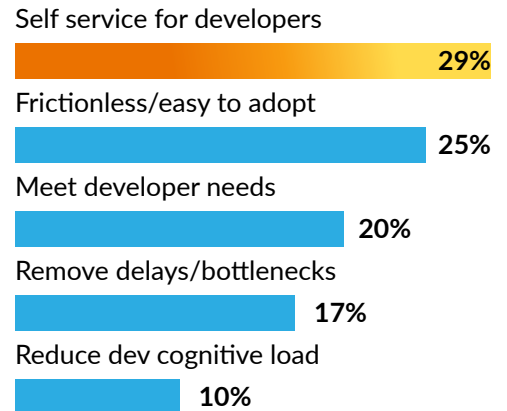 Self service for developers
29%
Frictionless/easy to adopt
25%
Meet developer needs
20%
Remove delays/bottlenecks
17%
Reduce dev cognitive load
10%